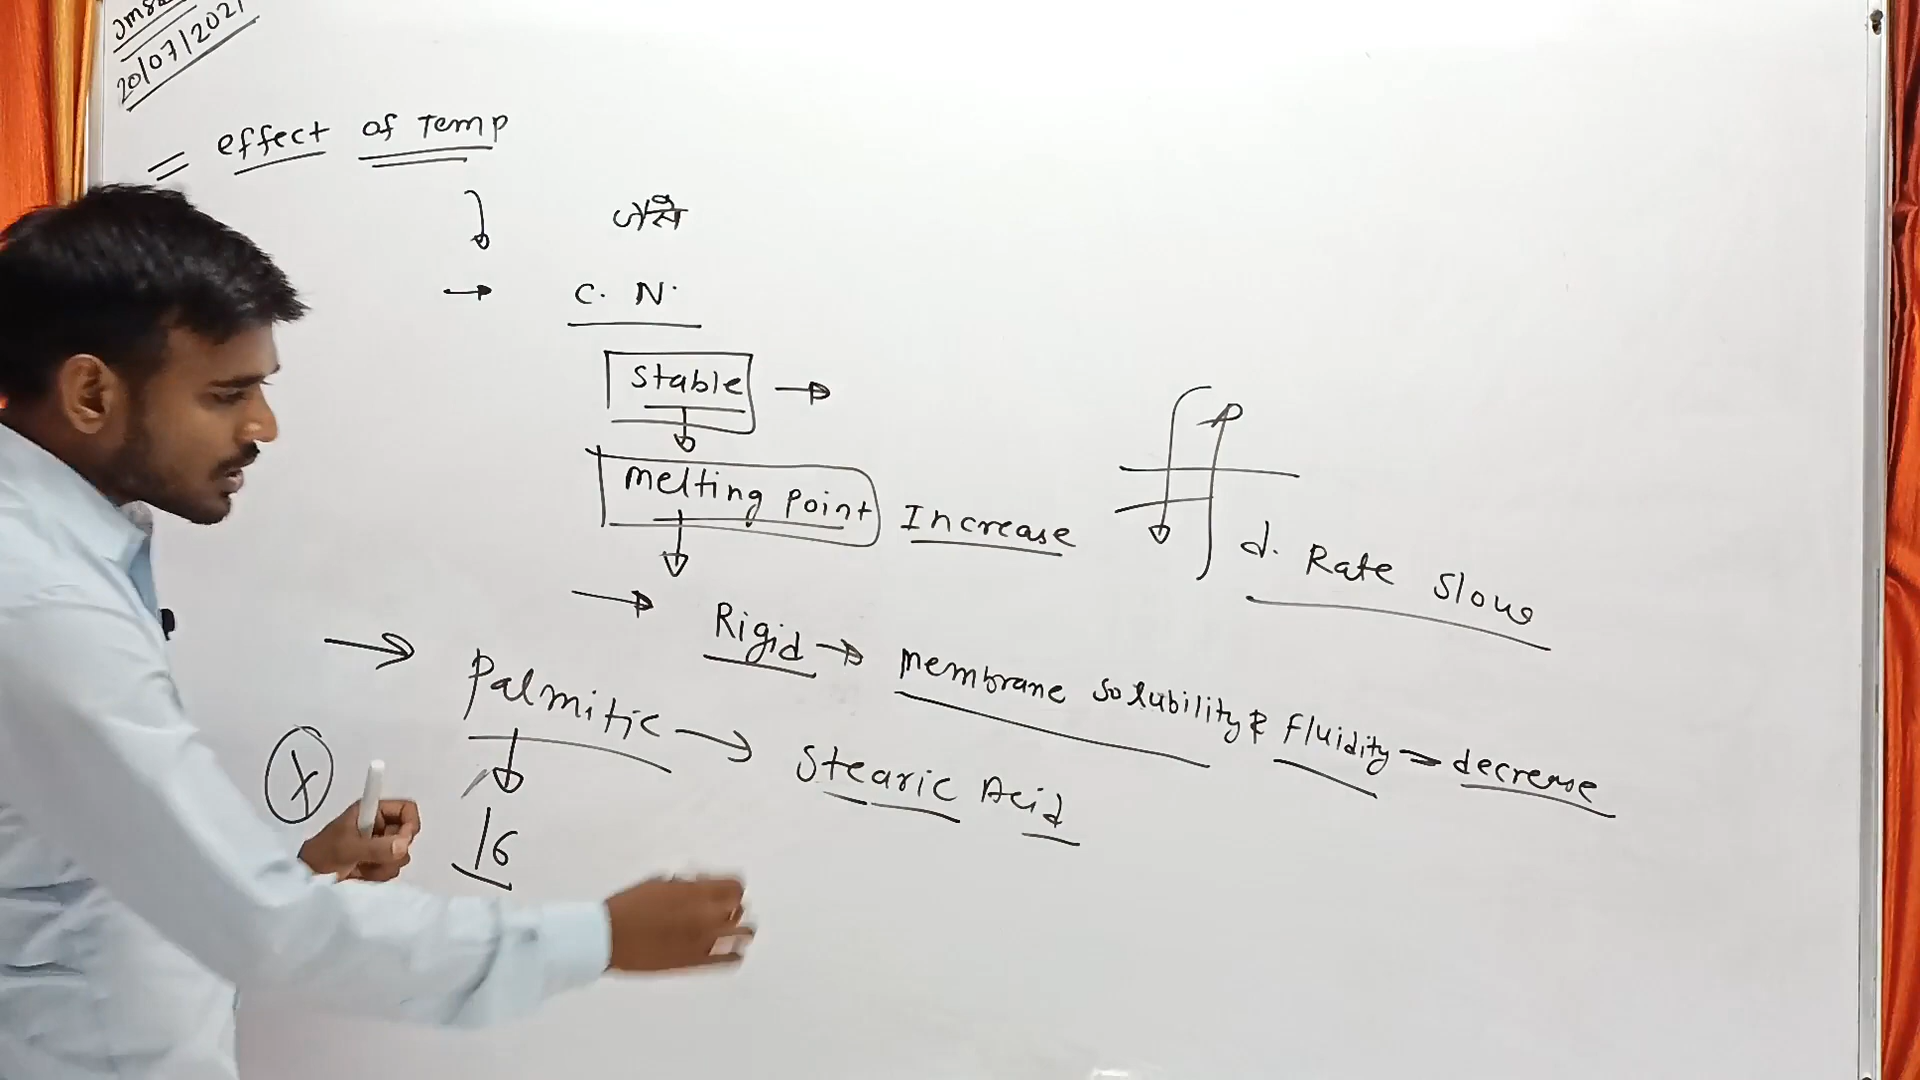 20/07/2021
effect of Temp
जैसे
C. N.
Stable
melting point Increase
d. Rate Slow
Rigid → membrane solubility & fluidity → decrease
Palmitic → Stearic Acid
16